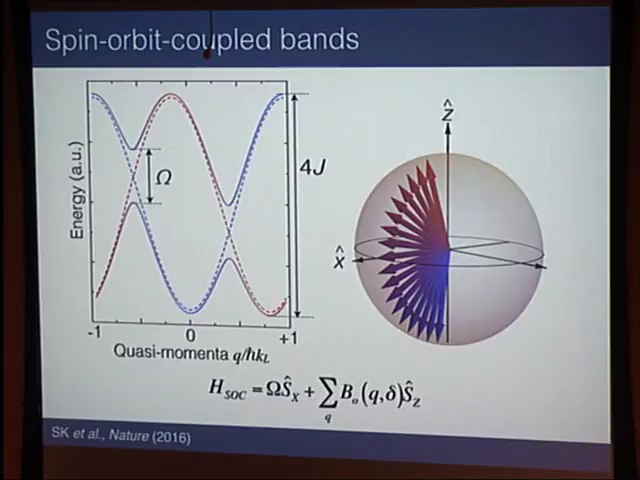 Spin-orbit-coupled bands
Energy (a.u.)
Ω
4J
-1 0 +1
Quasi-momenta q/ħk_L
ẑ
x̂
H_SOC = ΩŜ_X + ∑_q B_o(q,δ)Ŝ_Z
SK et al., Nature (2016)